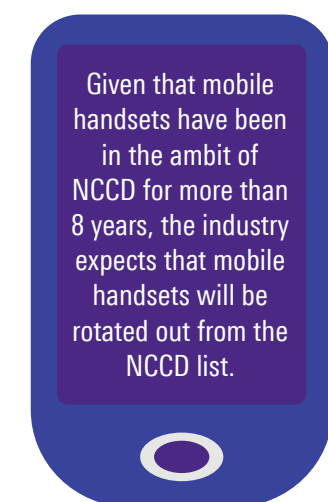 Given that mobile
handsets have been
in the ambit of
NCCD for more than
8 years, the industry
expects that mobile
handsets will be
rotated out from the
NCCD list.